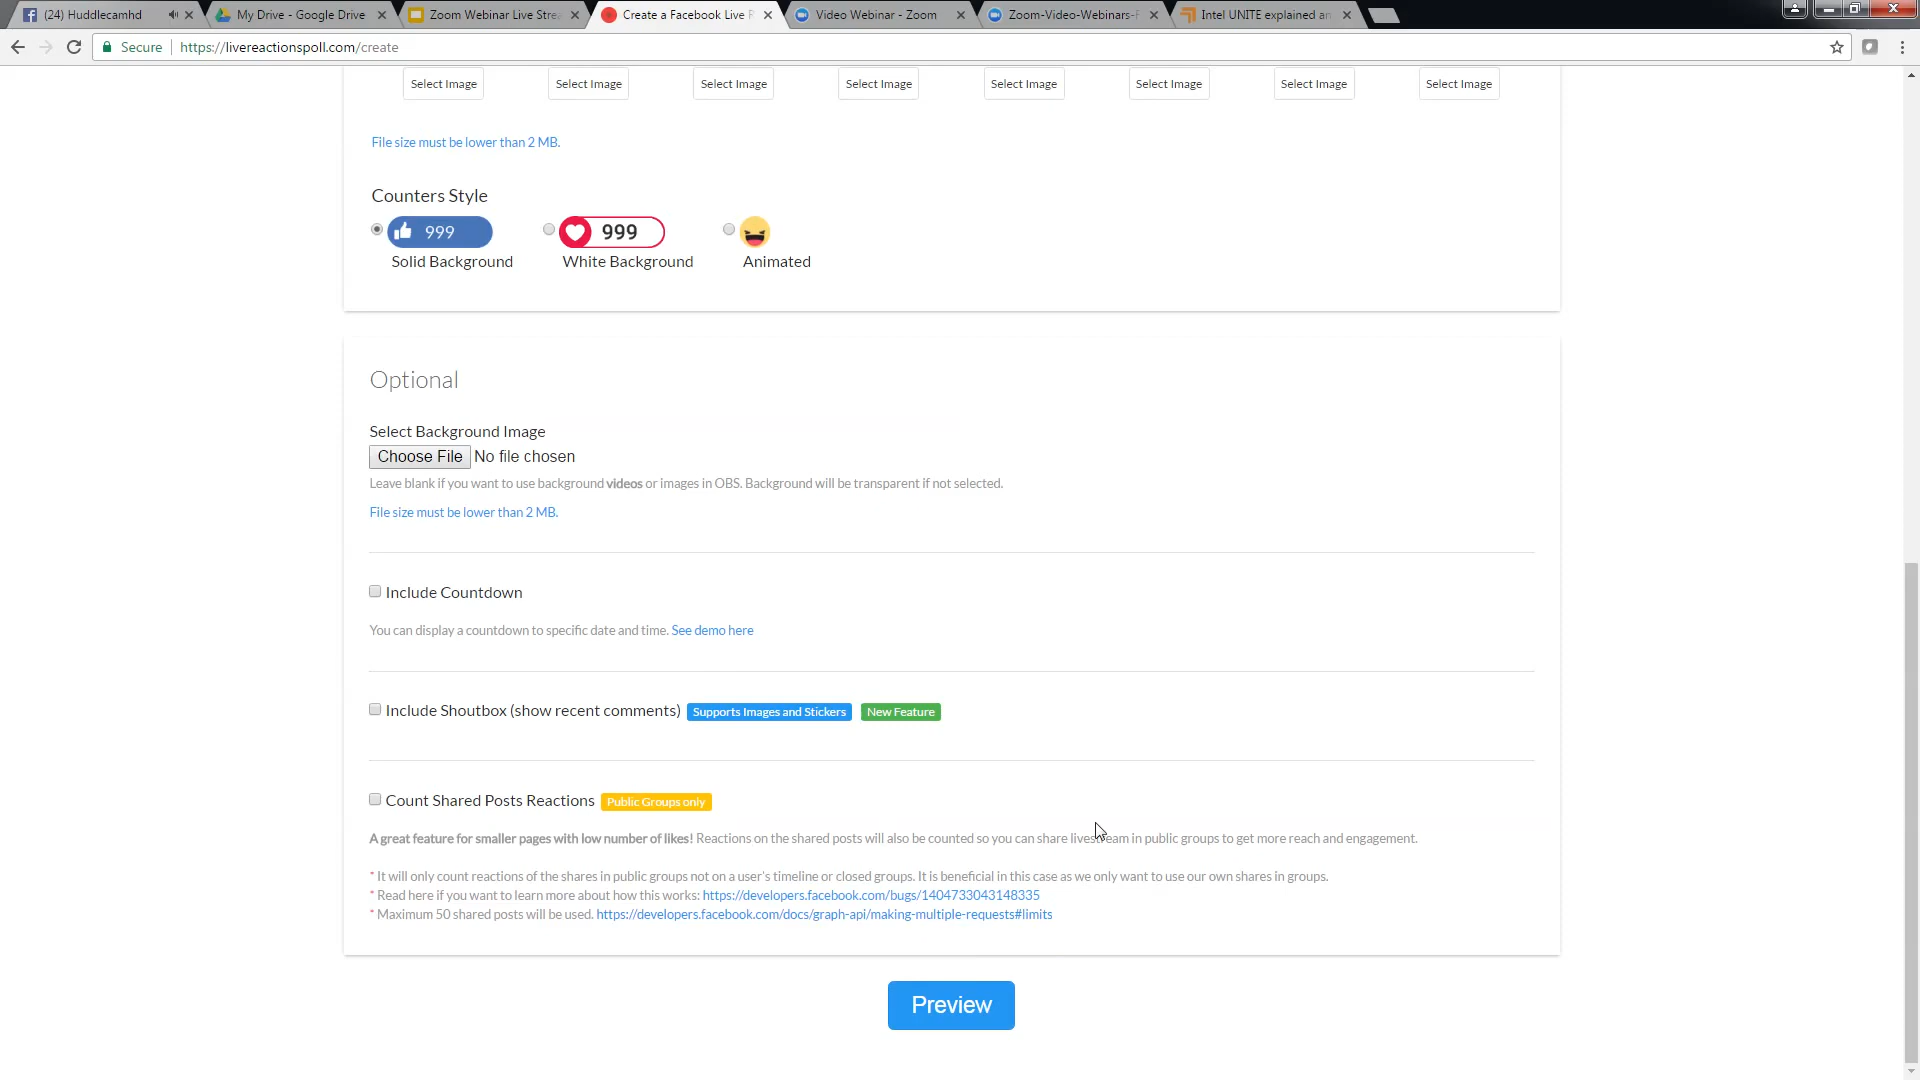 (24) Huddlecamhd
My Drive - Google Drive
Zoom Webinar Live Strea
Create a Facebook Live R
Video Webinar - Zoom
Zoom-Video-Webinars-F
Intel UNITE explained an
Secure https://livereactionspoll.com/create
Select Image Select Image Select Image Select Image Select Image Select Image Select Image Select Image
File size must be lower than 2 MB.
Counters Style
999 999
Solid Background White Background Animated
Optional
Select Background Image
Choose File No file chosen
Leave blank if you want to use background videos or images in OBS. Background will be transparent if not selected.
File size must be lower than 2 MB.
Include Countdown
You can display a countdown to specific date and time. See demo here
Include Shoutbox (show recent comments) Supports Images and Stickers New Feature
Count Shared Posts Reactions Public Groups only
A great feature for smaller pages with low number of likes! Reactions on the shared posts will also be counted so you can share livestream in public groups to get more reach and engagement.
* It will only count reactions of the shares in public groups not on a user's timeline or closed groups. It is beneficial in this case as we only want to use our own shares in groups.
* Read here if you want to learn more about how this works: https://developers.facebook.com/bugs/1404733043148335
* Maximum 50 shared posts will be used. https://developers.facebook.com/docs/graph-api/making-multiple-requests#limits
Preview